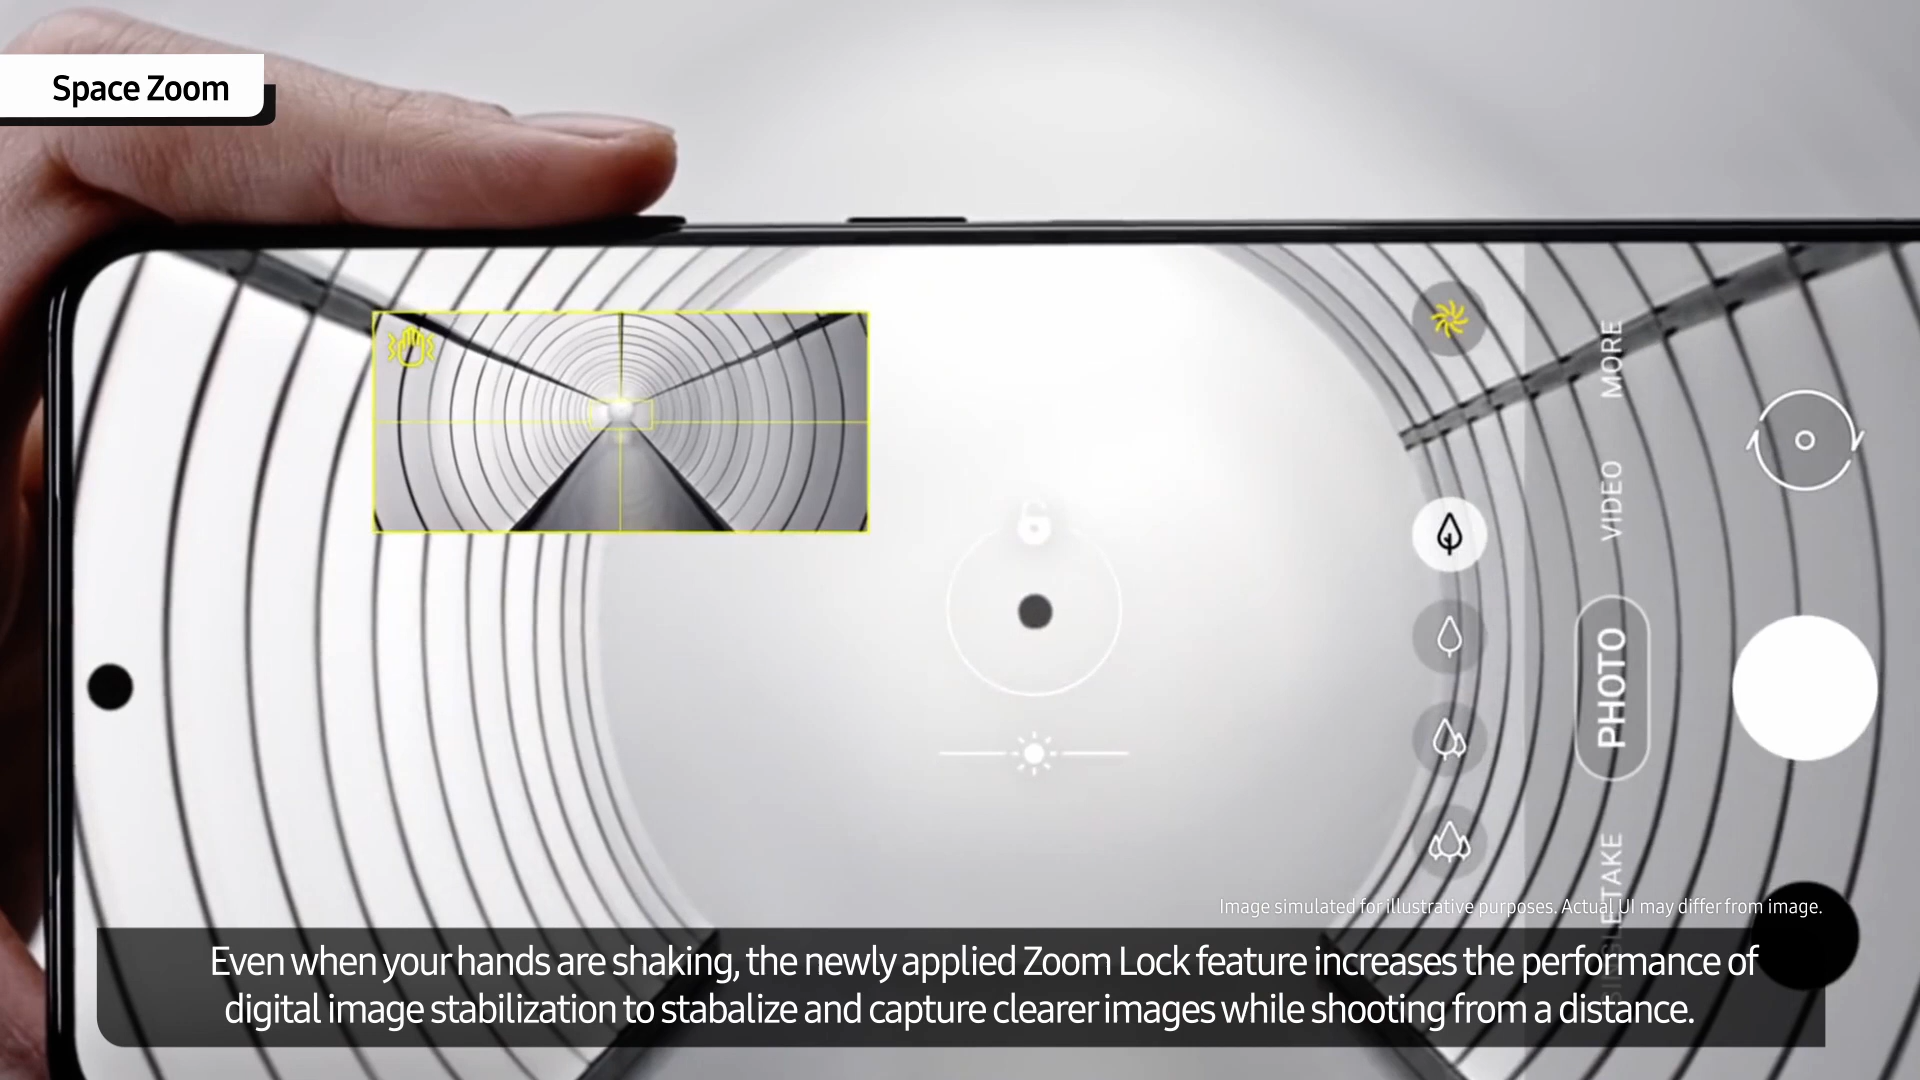 Space Zoom
MORE
VIDEO
PHOTO
SINGLE TAKE
Image simulated for illustrative purposes. Actual UI may differ from image.
Even when your hands are shaking, the newly applied Zoom Lock feature increases the performance of
digital image stabilization to stabalize and capture clearer images while shooting from a distance.